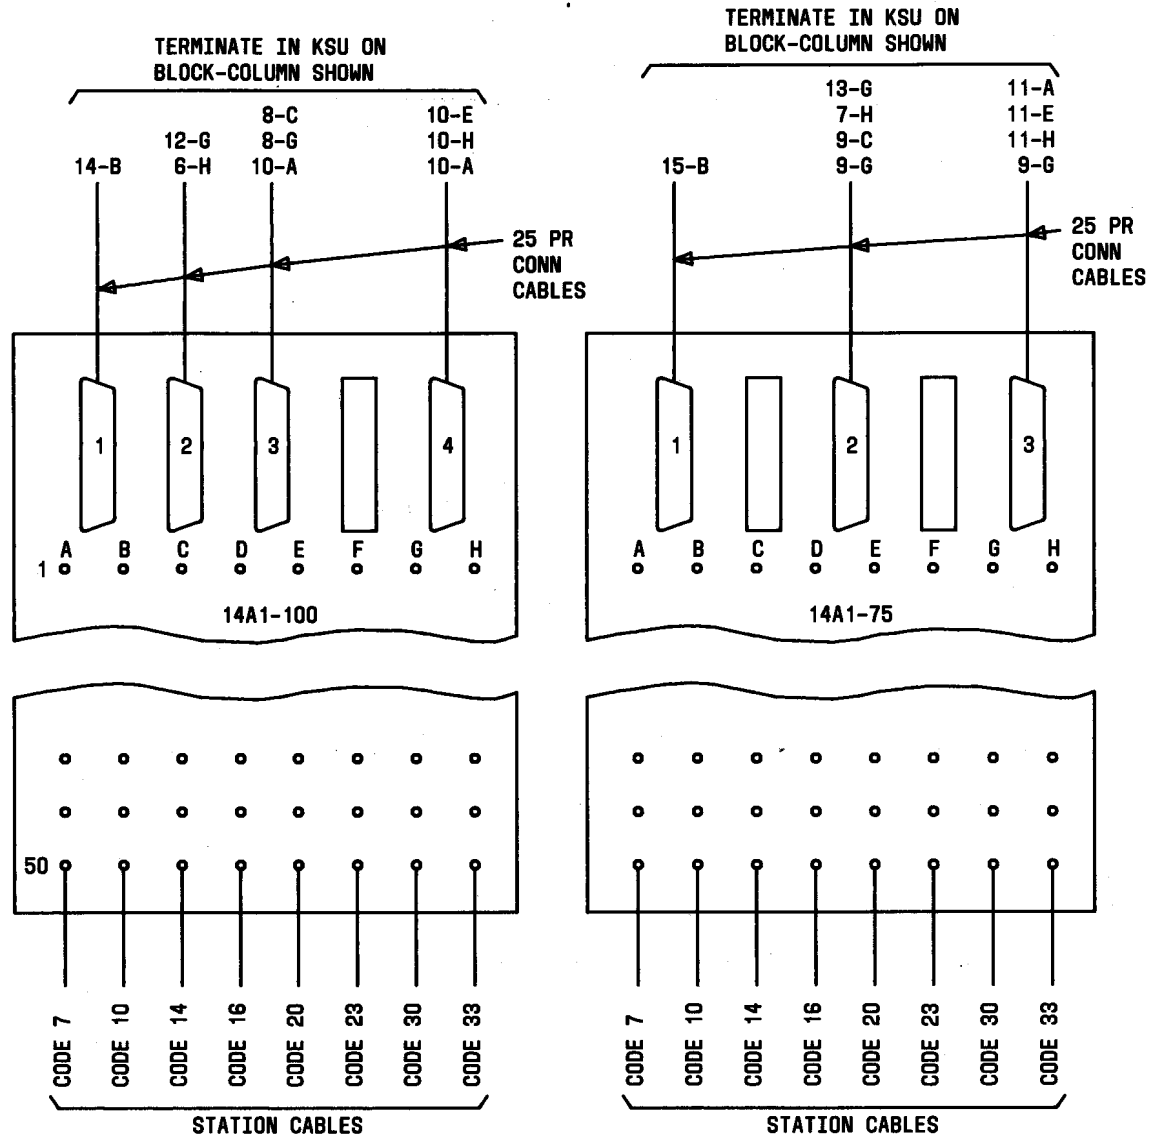 TERMINATE IN KSU ON
BLOCK-COLUMN SHOWN
8-C
10-E
12-G
8-G
10-H
14-B
6-H
10-A
10-A
25 PR
CONN
CABLES
1
2
3
4
A B C D E F G H
1
14A1-100
50
CODE 7
CODE 10
CODE 14
CODE 16
CODE 20
CODE 23
CODE 30
CODE 33
STATION CABLES
TERMINATE IN KSU ON
BLOCK-COLUMN SHOWN
13-G
11-A
7-H
11-E
9-C
11-H
15-B
9-G
9-G
25 PR
CONN
CABLES
1
2
3
A B C D E F G H
14A1-75
CODE 7
CODE 10
CODE 14
CODE 16
CODE 20
CODE 23
CODE 30
CODE 33
STATION CABLES